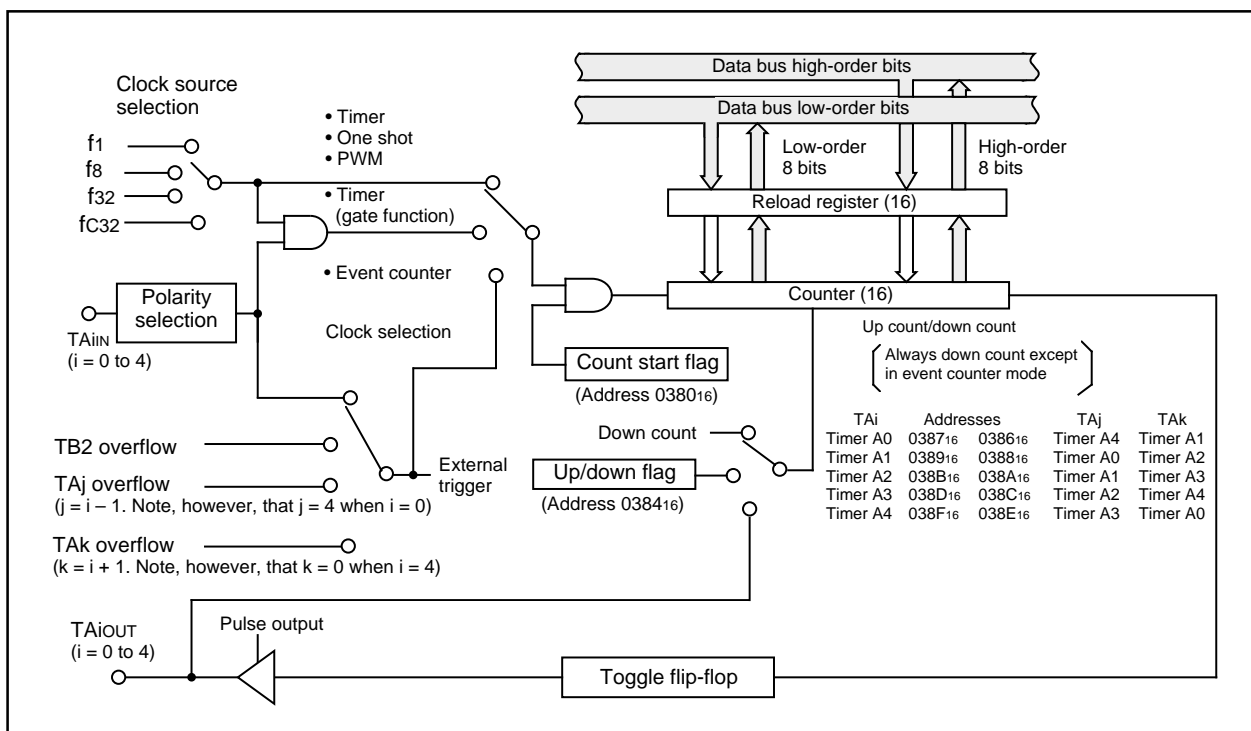 Clock source
selection
f1
f8
f32
fC32
• Timer
• One shot
• PWM
• Timer
(gate function)
• Event counter
Clock selection
Polarity
selection
TAiIN
(i = 0 to 4)
TB2 overflow
TAj overflow
(j = i – 1. Note, however, that j = 4 when i = 0)
TAk overflow
(k = i + 1. Note, however, that k = 0 when i = 4)
External
trigger
Data bus high-order bits
Data bus low-order bits
Low-order
8 bits
High-order
8 bits
Reload register (16)
Counter (16)
Count start flag
(Address 038016)
Up count/down count
Always down count except
in event counter mode
Down count
Up/down flag
(Address 038416)
TAi Addresses TAj TAk
Timer A0 038716 038616 Timer A4 Timer A1
Timer A1 038916 038816 Timer A0 Timer A2
Timer A2 038B16 038A16 Timer A1 Timer A3
Timer A3 038D16 038C16 Timer A2 Timer A4
Timer A4 038F16 038E16 Timer A3 Timer A0
TAiOUT
(i = 0 to 4)
Pulse output
Toggle flip-flop